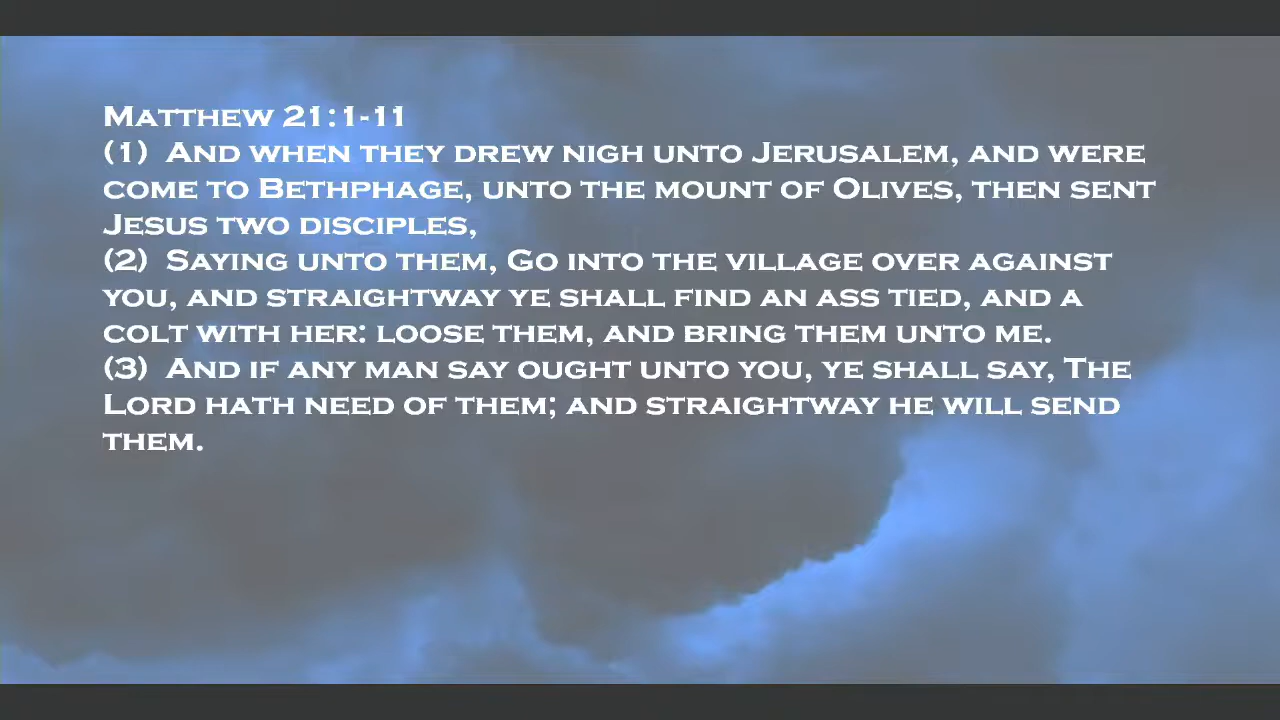 Matthew 21:1-11
(1) And when they drew nigh unto Jerusalem, and were
come to Bethphage, unto the mount of Olives, then sent
Jesus two disciples,
(2) Saying unto them, Go into the village over against
you, and straightway ye shall find an ass tied, and a
colt with her: loose them, and bring them unto me.
(3) And if any man say ought unto you, ye shall say, The
Lord hath need of them; and straightway he will send
them.